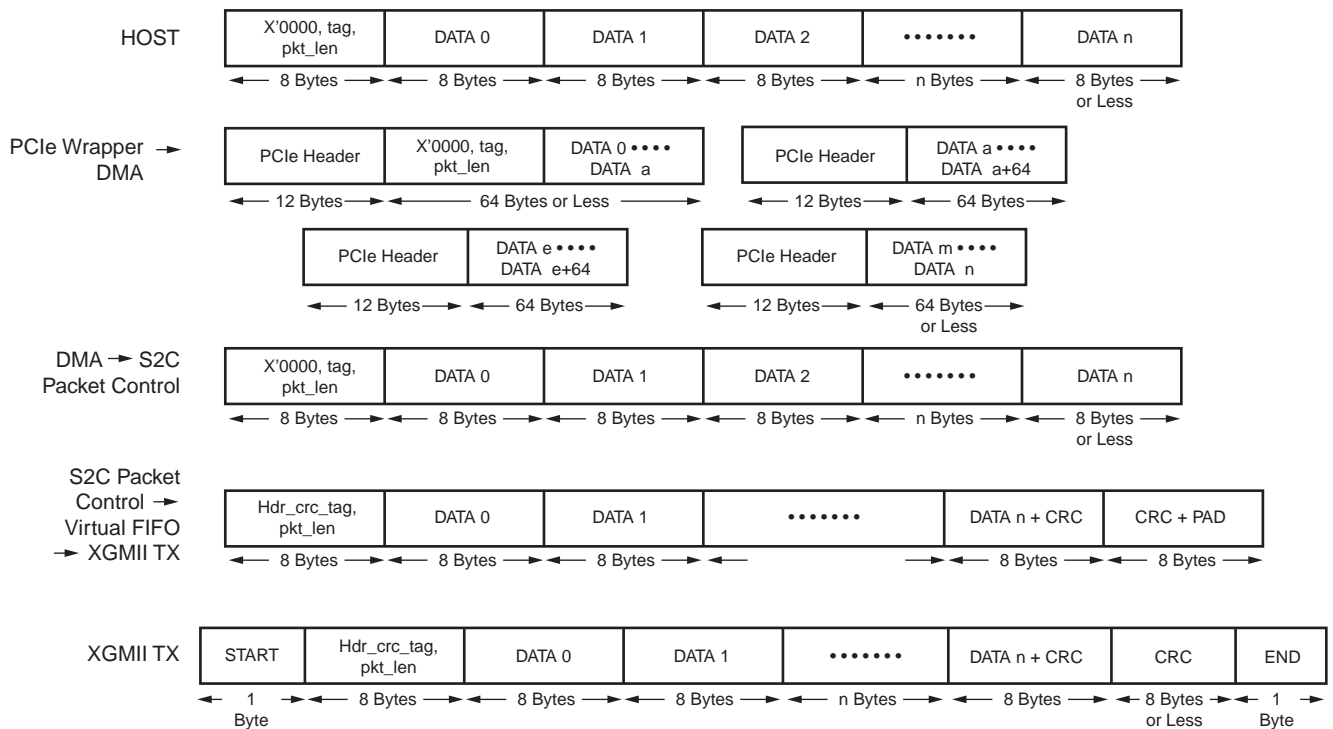 HOST
X'0000, tag,
pkt_len
DATA 0
DATA 1
DATA 2
•••••••
DATA n
8 Bytes
8 Bytes
8 Bytes
8 Bytes
n Bytes
8 Bytes
or Less
PCIe Wrapper →
DMA
PCIe Header
X'0000, tag,
pkt_len
DATA 0 ••••
DATA a
PCIe Header
DATA a ••••
DATA a+64
12 Bytes
64 Bytes or Less
12 Bytes
64 Bytes
PCIe Header
DATA e ••••
DATA e+64
PCIe Header
DATA m ••••
DATA n
12 Bytes
64 Bytes
12 Bytes
64 Bytes
or Less
DMA → S2C
Packet Control
X'0000, tag,
pkt_len
DATA 0
DATA 1
DATA 2
•••••••
DATA n
8 Bytes
8 Bytes
8 Bytes
8 Bytes
n Bytes
8 Bytes
or Less
S2C Packet
Control →
Virtual FIFO
→ XGMII TX
Hdr_crc_tag,
pkt_len
DATA 0
DATA 1
•••••••
DATA n + CRC
CRC + PAD
8 Bytes
8 Bytes
8 Bytes
8 Bytes
8 Bytes
XGMII TX
START
Hdr_crc_tag,
pkt_len
DATA 0
DATA 1
•••••••
DATA n + CRC
CRC
END
1
Byte
8 Bytes
8 Bytes
8 Bytes
n Bytes
8 Bytes
8 Bytes
or Less
1
Byte